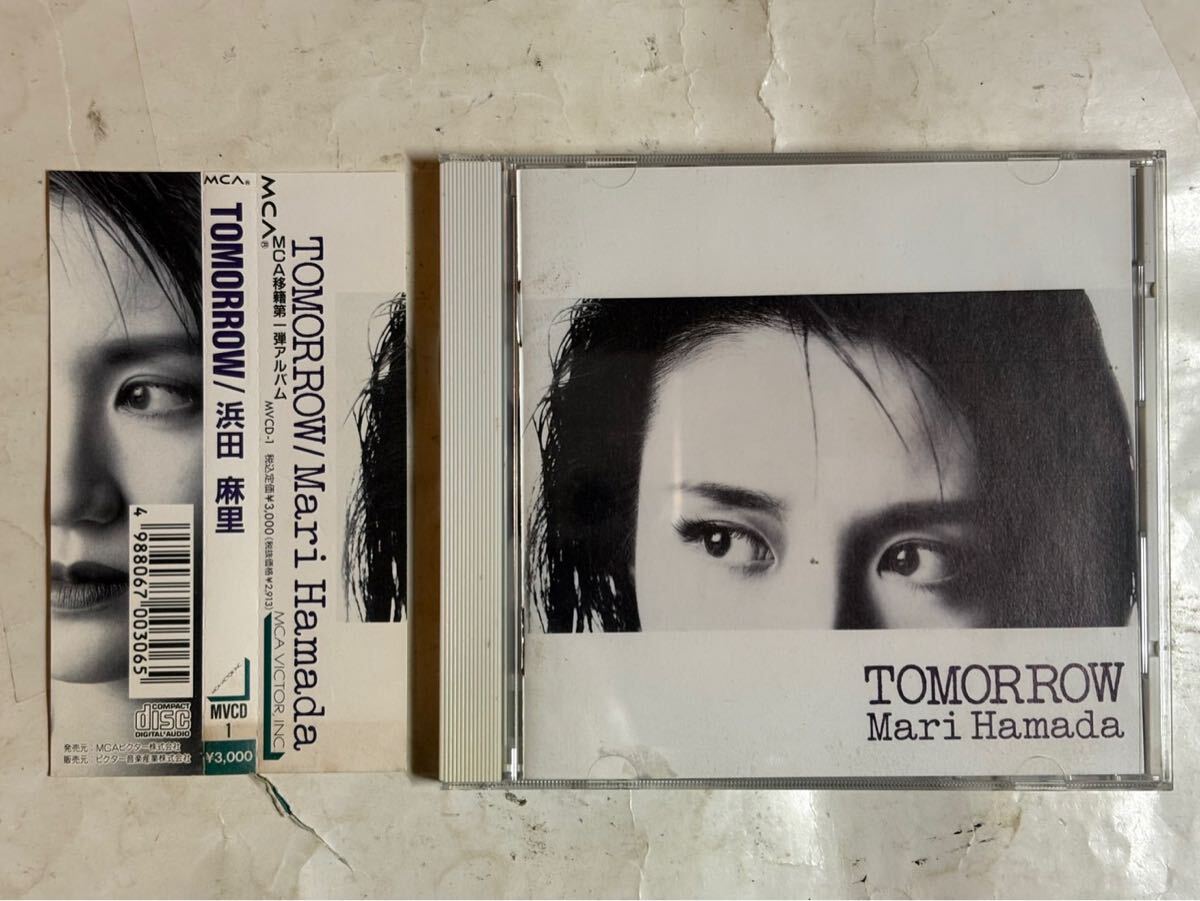 4 988067 003065
COMPACT
disc
DIGITAL AUDIO
発売元:MCAビクター株式会社
販売元:ビクター音楽産業株式会社
MCA®
TOMORROW/浜田 麻里
MCA VICTOR, INC.
MVCD
1
¥3,000
MCA®
MCA移籍第一弾アルバム
MVCD-1 税込定価¥3,000(税抜価格¥2,913)
MCA VICTOR, INC.
TOMORROW/Mari Hamada
TOMORROW
Mari Hamada